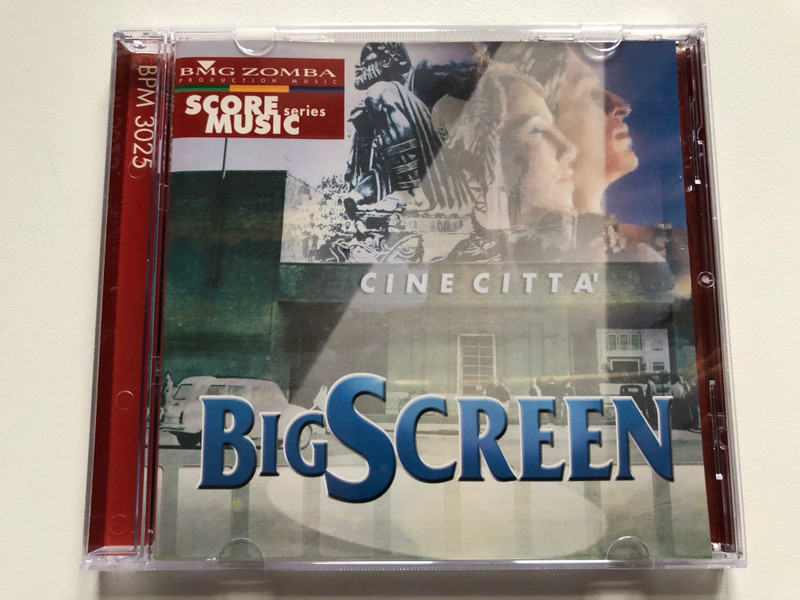 BPM 3025
BMG ZOMBA
PRODUCTION MUSIC
SCORE series
MUSIC
CINE CITTA'
BIGSCREEN